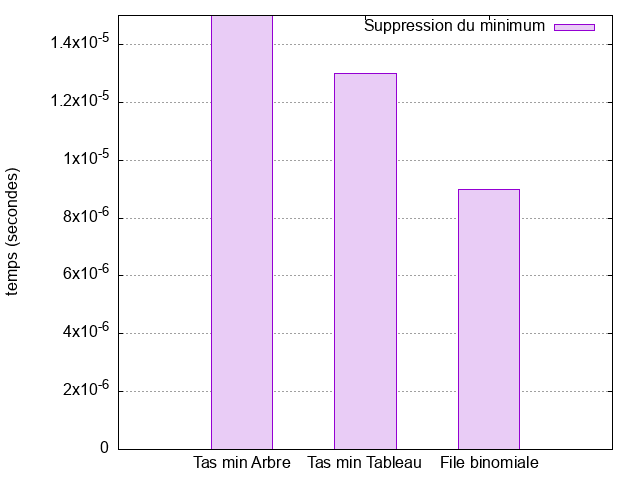 Suppression du minimum
1.4x10⁻⁵
1.2x10⁻⁵
1x10⁻⁵
8x10⁻⁶
6x10⁻⁶
4x10⁻⁶
2x10⁻⁶
0
temps (secondes)
Tas min Arbre Tas min Tableau File binomiale